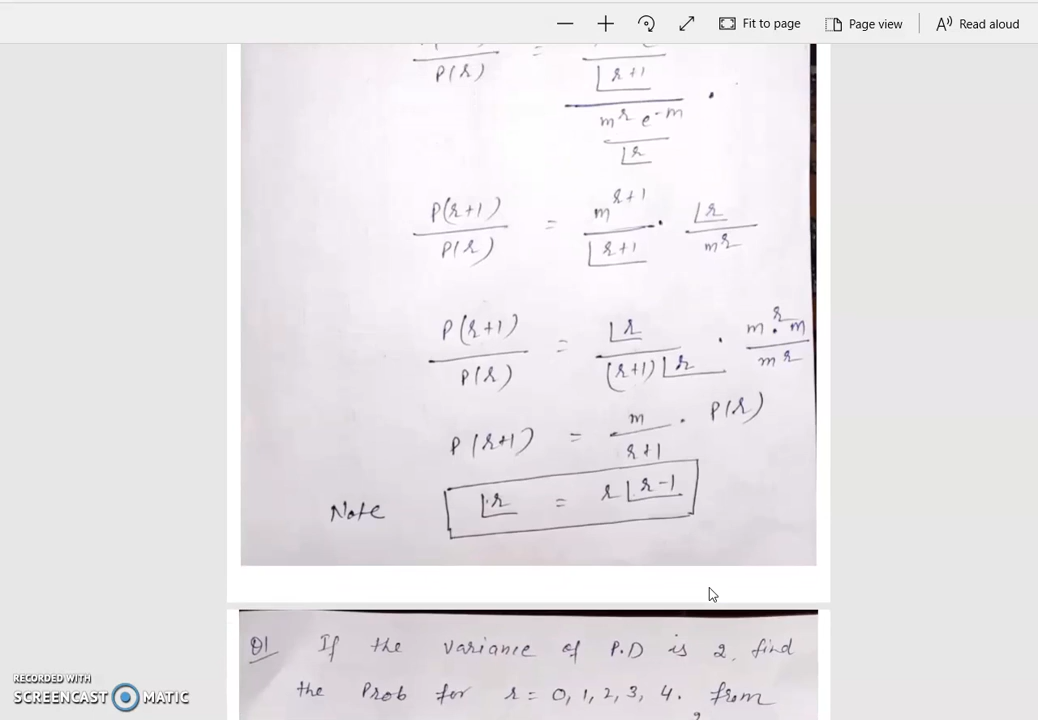 Fit to page Page view Read aloud
P(r)
⌊r+1
m^r e^-m
⌊r
P(r+1) / P(r) = m^(r+1) / ⌊r+1 · ⌊r / m^r
P(r+1) / P(r) = ⌊r / (r+1)⌊r · m^r·m / m^r
P(r+1) = m / r+1 · P(r)
Note ⌊r = r⌊r-1
Q1 If the variance of P.D is 2, find
the Prob for r = 0, 1, 2, 3, 4. from
RECORDED WITH
SCREENCAST MATIC